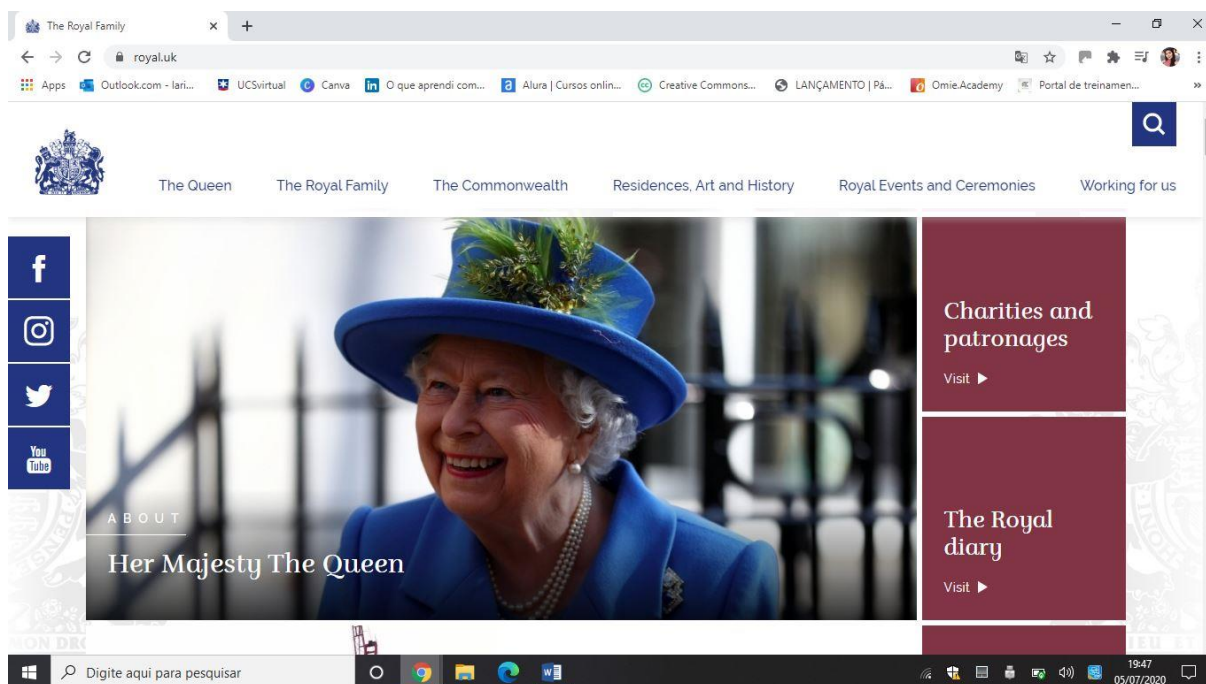 The Royal Family
royal.uk
Apps Outlook.com - lari... UCSvirtual Canva O que aprendi com... Alura | Cursos onlin... Creative Commons... LANÇAMENTO | Pá... Omie.Academy Portal de treinamen... »
The Queen The Royal Family The Commonwealth Residences, Art and History Royal Events and Ceremonies Working for us
Charities and
patronages
Visit
You
Tube
ABOUT
Her Majesty The Queen
The Royal
diary
Visit
Digite aqui para pesquisar
19:47
05/07/2020